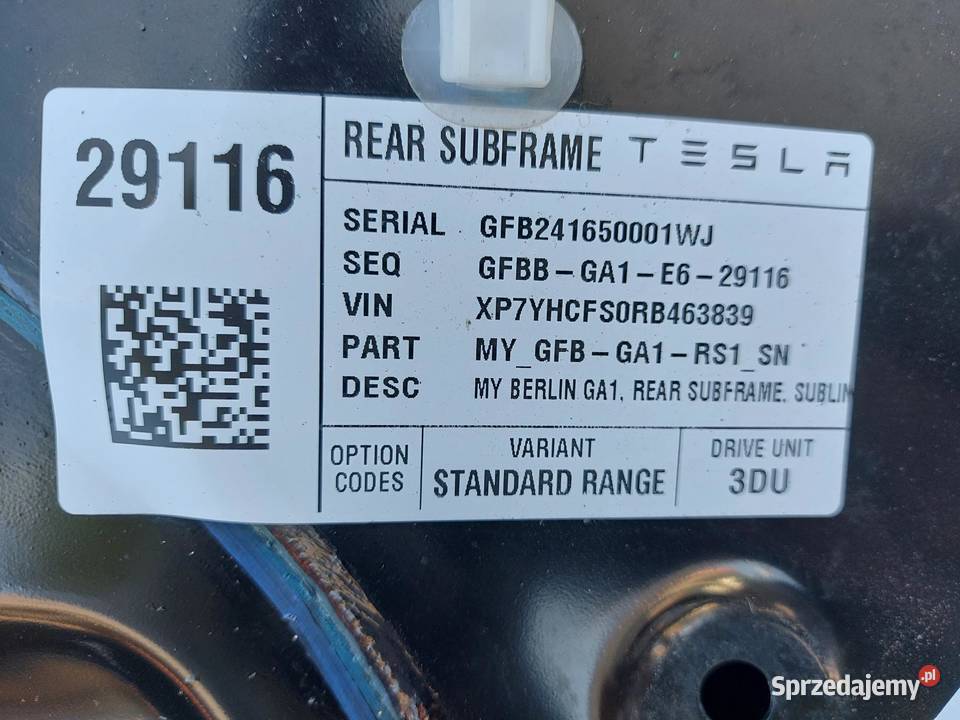 29116
REAR SUBFRAME TESLA
SERIAL GFB241650001WJ
SEQ GFBB-GA1-E6-29116
VIN XP7YHCFS0RB463839
PART MY_GFB-GA1-RS1_SN
DESC MY BERLIN GA1, REAR SUBFRAME, SUBLIN
OPTION CODES
VARIANT
STANDARD RANGE
DRIVE UNIT
3DU
Sprzedajemy.pl